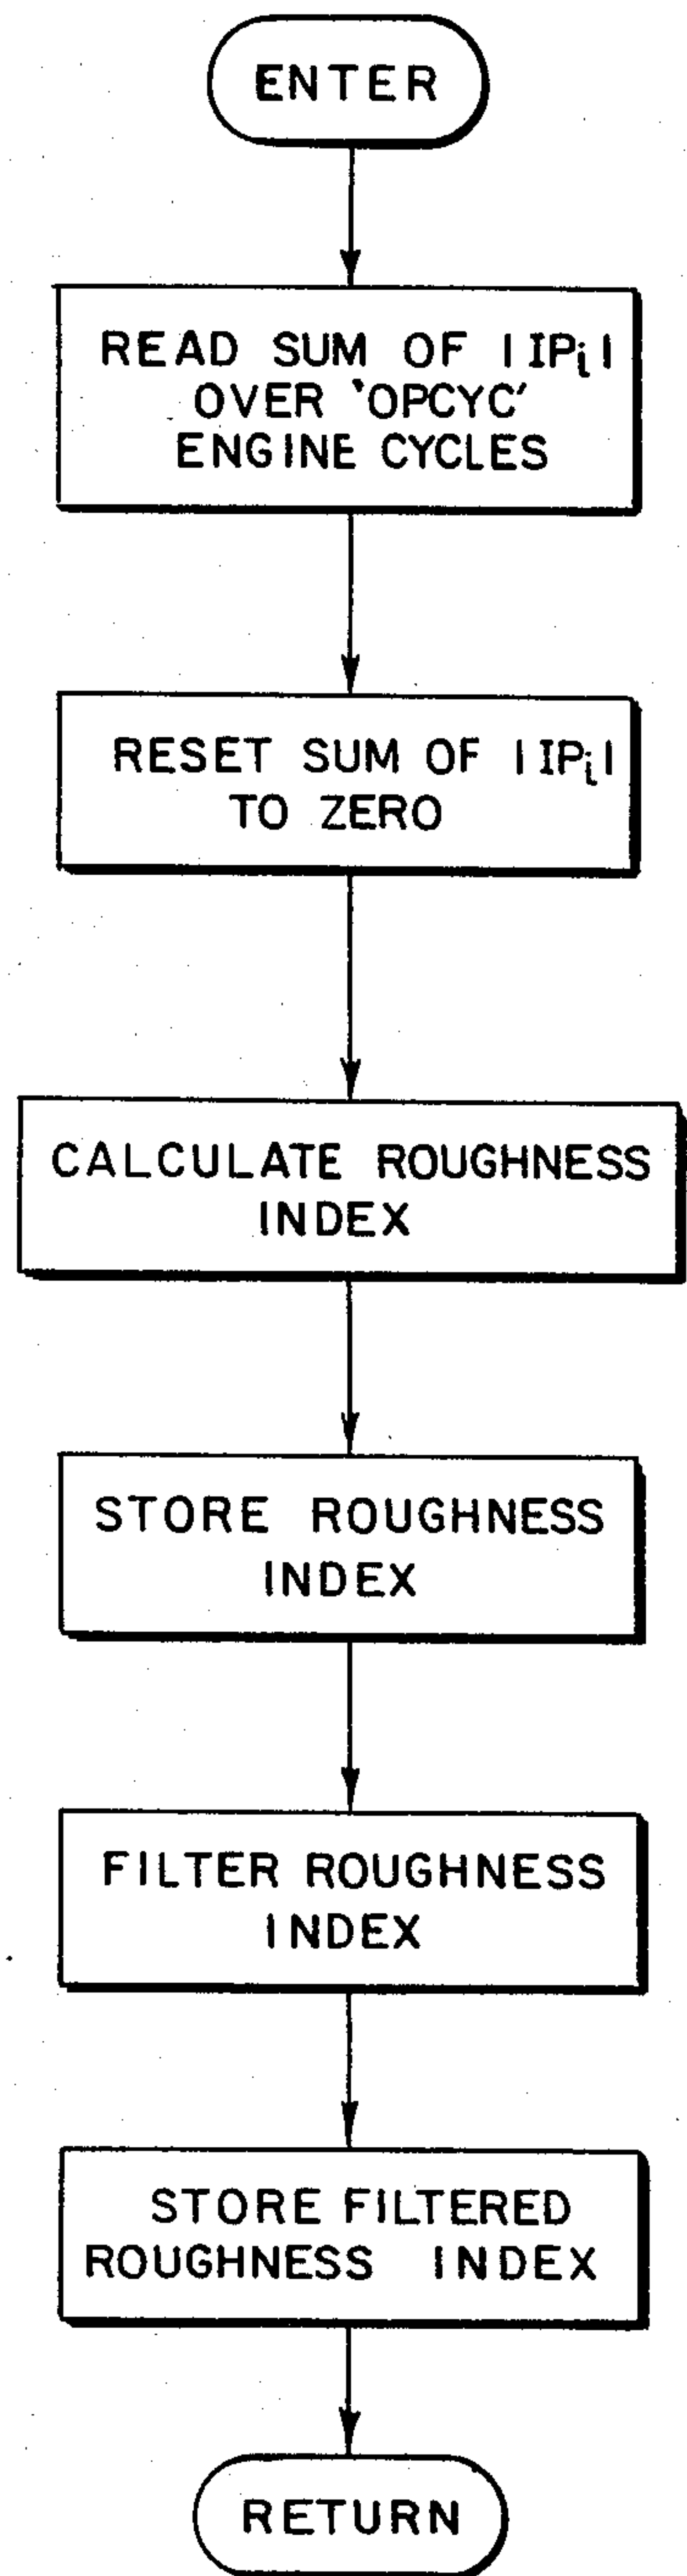 ENTER
READ SUM OF |IPi|
OVER 'OPCYC'
ENGINE CYCLES
RESET SUM OF |IPi|
TO ZERO
CALCULATE ROUGHNESS
INDEX
STORE ROUGHNESS
INDEX
FILTER ROUGHNESS
INDEX
STORE FILTERED
ROUGHNESS INDEX
RETURN